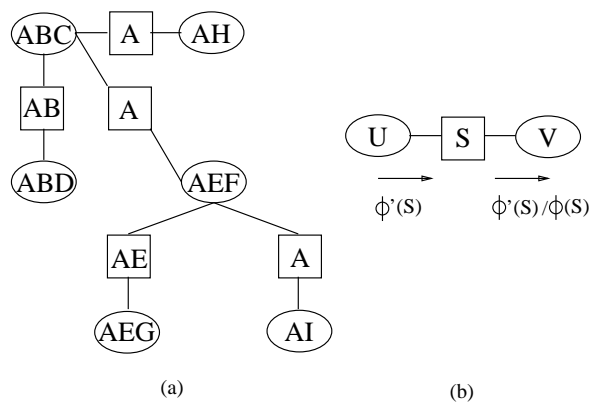 ABC A AH
AB A
U S V
ABD AEF
ϕ'(S) ϕ'(S)/ϕ(S)
AE A
AEG AI
(a) (b)